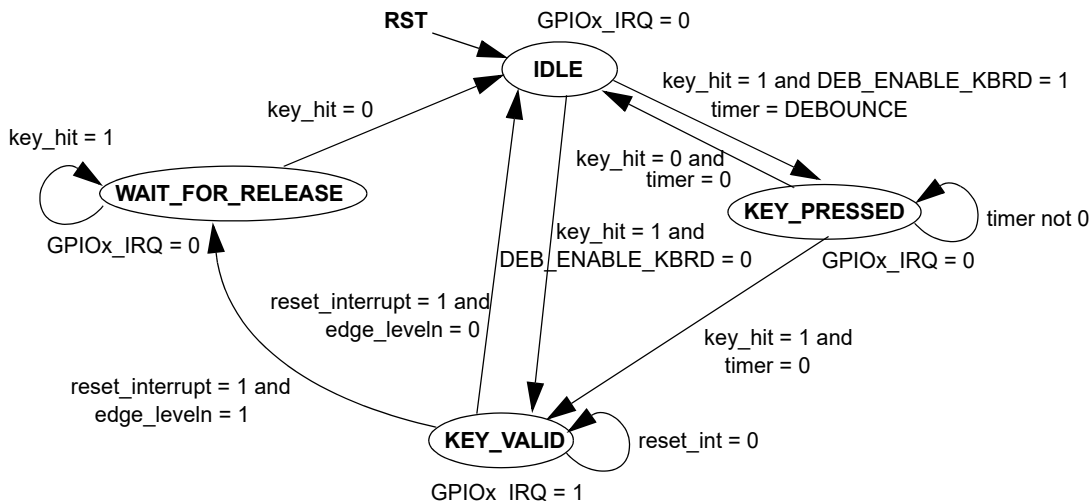 RST
GPIOx_IRQ = 0
IDLE
key_hit = 1 and DEB_ENABLE_KBRD = 1
timer = DEBOUNCE
key_hit = 0
key_hit = 1
key_hit = 0 and
timer = 0
WAIT_FOR_RELEASE
KEY_PRESSED
timer not 0
GPIOx_IRQ = 0
key_hit = 1 and
DEB_ENABLE_KBRD = 0
GPIOx_IRQ = 0
reset_interrupt = 1 and
edge_leveln = 0
key_hit = 1 and
timer = 0
reset_interrupt = 1 and
edge_leveln = 1
KEY_VALID
reset_int = 0
GPIOx_IRQ = 1